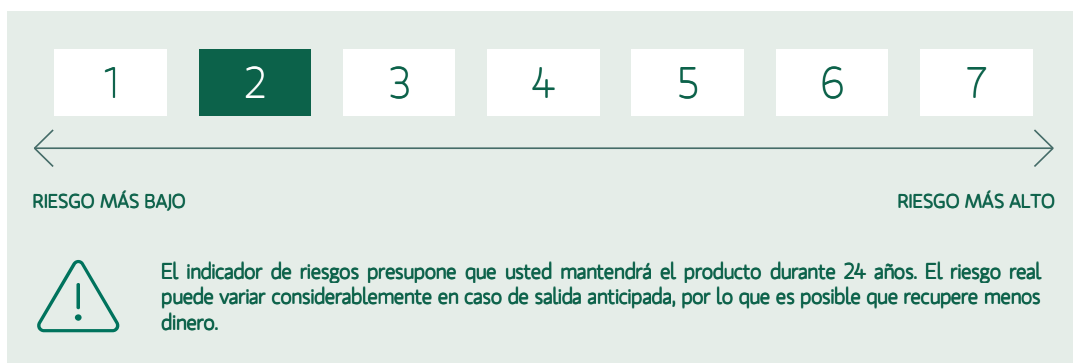 1 2 3 4 5 6 7
RIESGO MÁS BAJO RIESGO MÁS ALTO
El indicador de riesgos presupone que usted mantendrá el producto durante 24 años. El riesgo real
puede variar considerablemente en caso de salida anticipada, por lo que es posible que recupere menos
dinero.